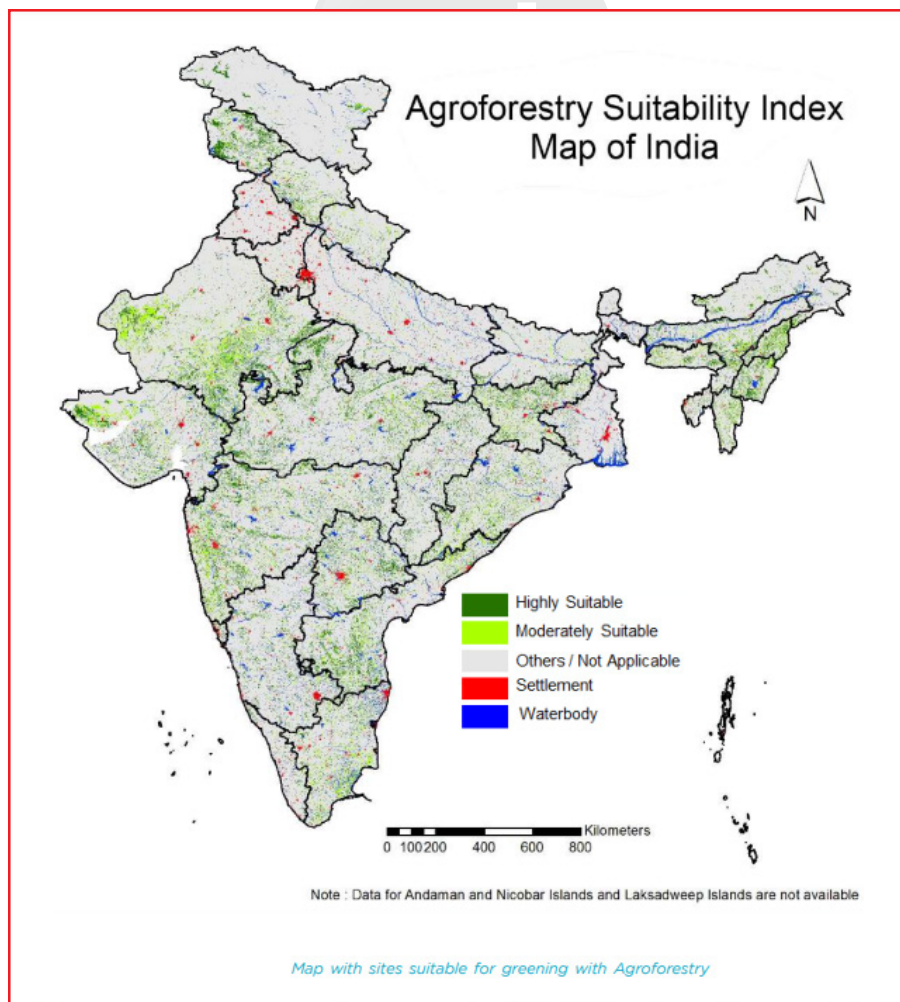 Agroforestry Suitability Index
Map of India
N
Highly Suitable
Moderately Suitable
Others / Not Applicable
Settlement
Waterbody
Kilometers
0 100 200 400 600 800
Note : Data for Andaman and Nicobar Islands and Laksadweep Islands are not available
Map with sites suitable for greening with Agroforestry